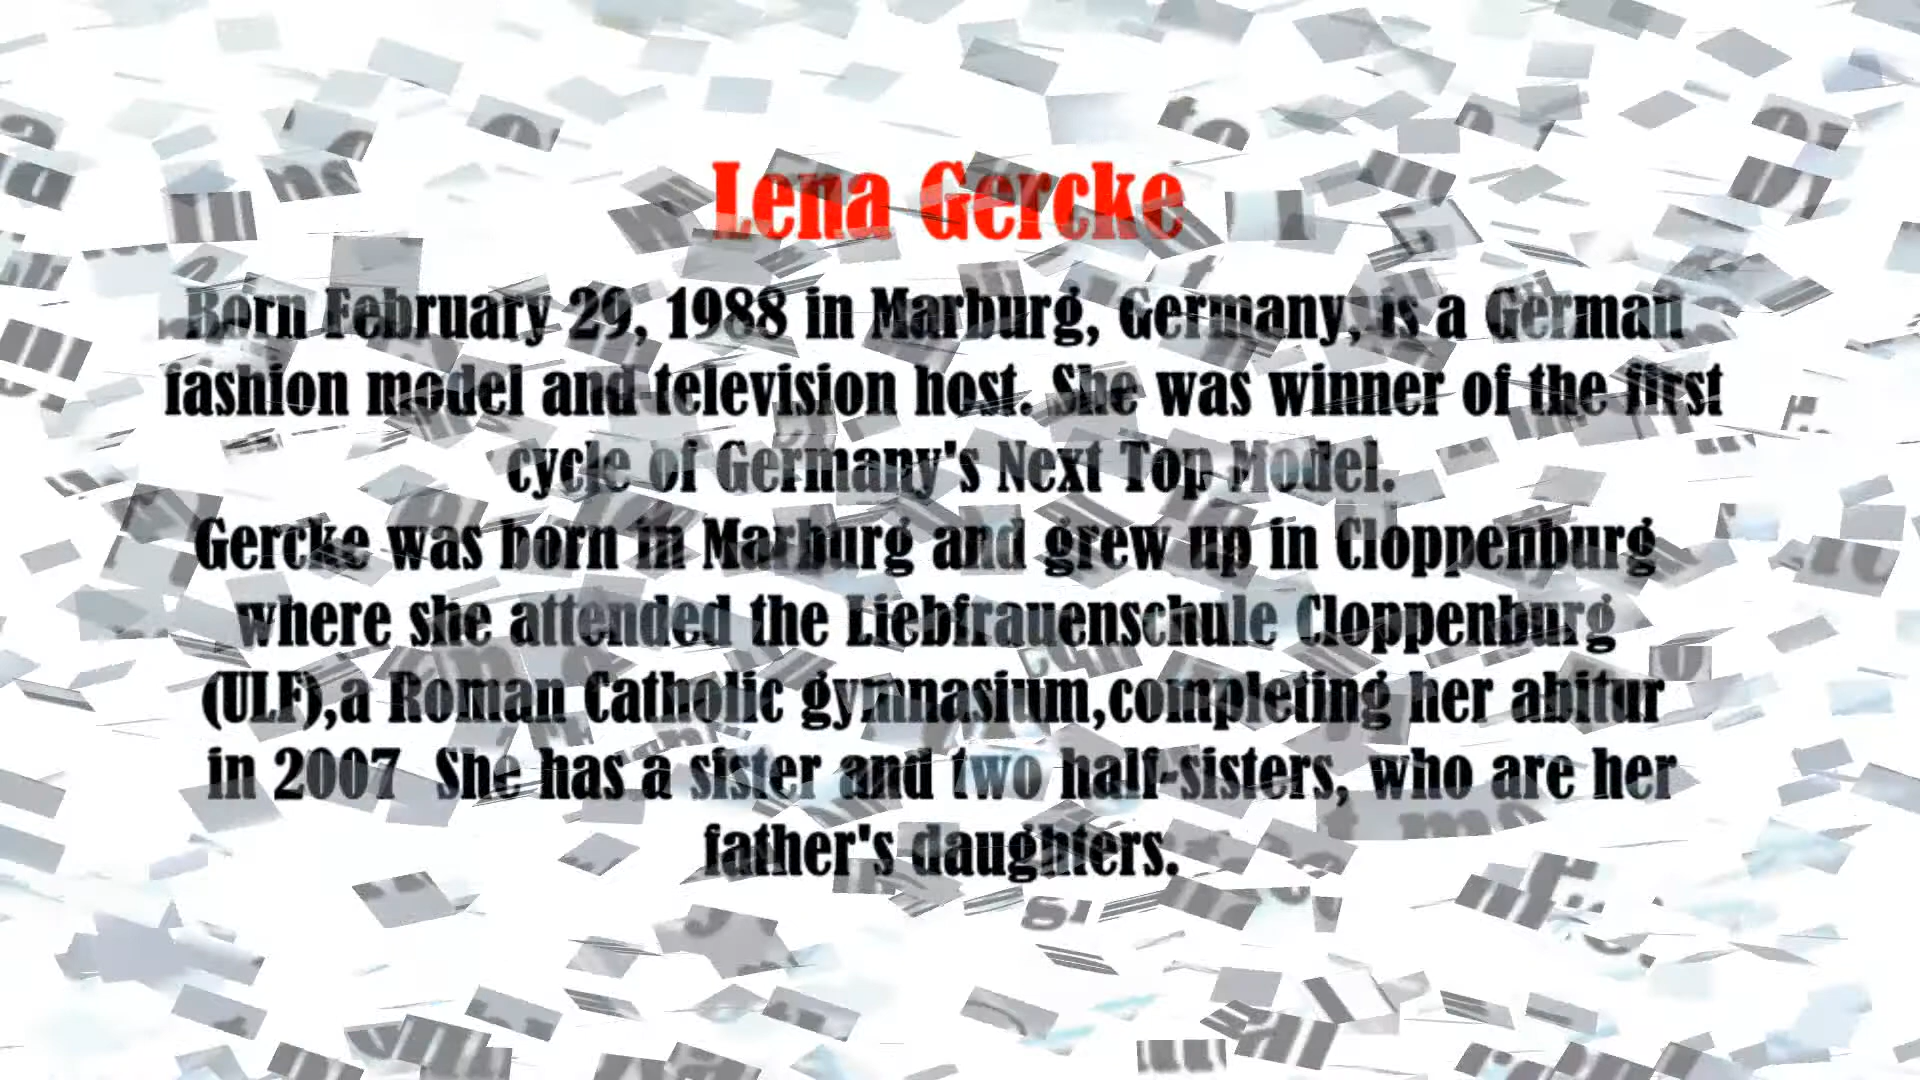 Lena Gercke
Born February 29, 1988 in Marburg, Germany, is a German
fashion model and television host. She was winner of the first
cycle of Germany's Next Top Model.
Gercke was born in Marburg and grew up in Cloppenburg
where she attended the Liebfrauenschule Cloppenburg
(ULF),a Roman Catholic gymnasium,completing her abitur
in 2007 She has a sister and two half-sisters, who are her
father's daughters.